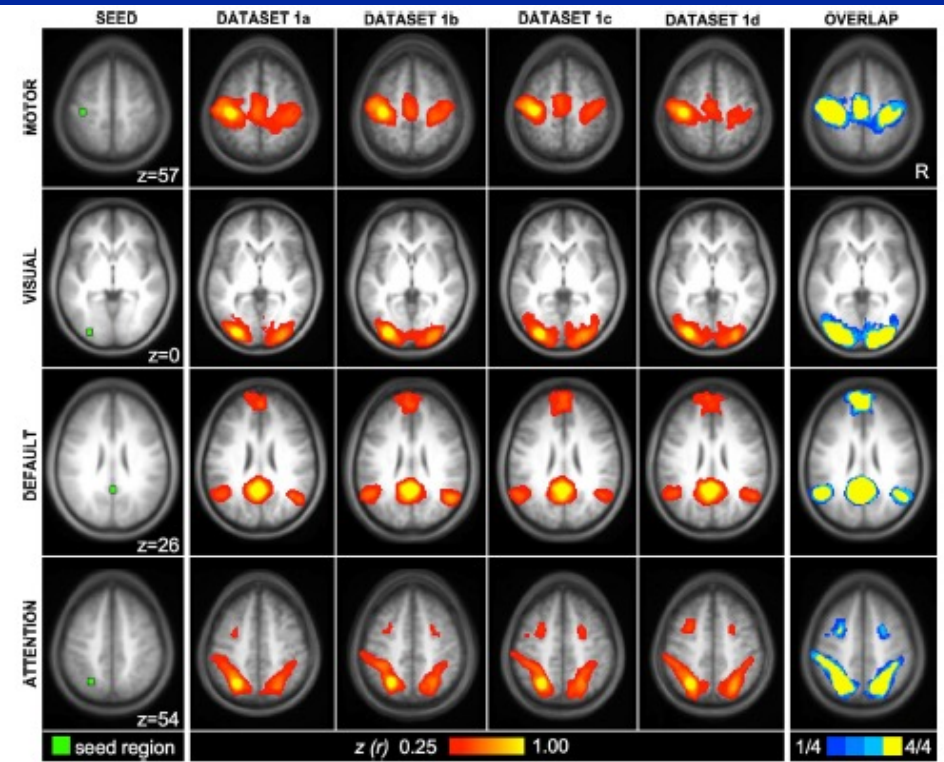 SEED DATASET 1a DATASET 1b DATASET 1c DATASET 1d OVERLAP
MOTOR
z=57
R
VISUAL
z=0
DEFAULT
z=26
ATTENTION
z=54
seed region z (r) 0.25 1.00 1/4 4/4